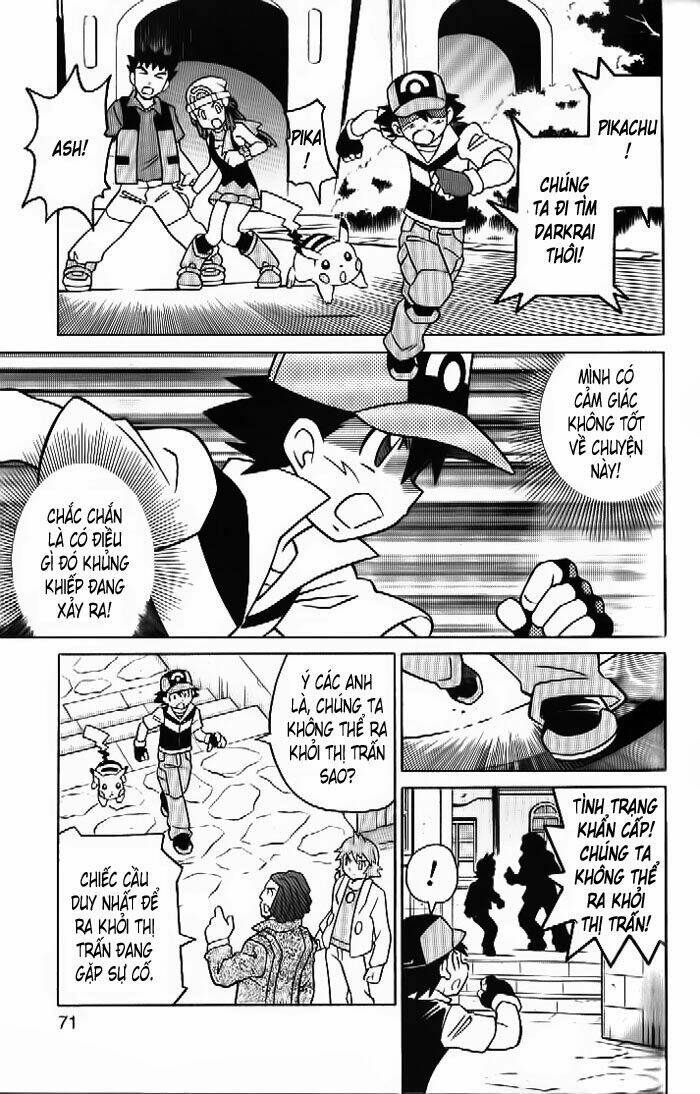 PIKACHU
!
CHÚNG
TA ĐI TÌM
DARKRAI
THÔI!
PIKA
!
ASH!
MÌNH CÓ
CẢM GIÁC
KHÔNG TỐT
VỀ CHUYỆN
NÀY!
CHẮC CHẮN
LÀ CÓ ĐIỀU
GÌ ĐÓ KHỦNG
KHIẾP ĐANG
XẢY RA!
TÌNH TRẠNG
KHẨN CẤP!
CHÚNG TA
KHÔNG THỂ
RA KHỎI
THỊ TRẤN!
!
Ý CÁC ANH
LÀ, CHÚNG TA
KHÔNG THỂ RA
KHỎI THỊ TRẤN
SAO?
CHIẾC CẦU
DUY NHẤT ĐỂ
RA KHỎI THỊ
TRẤN ĐANG
GẶP SỰ CỐ.
71